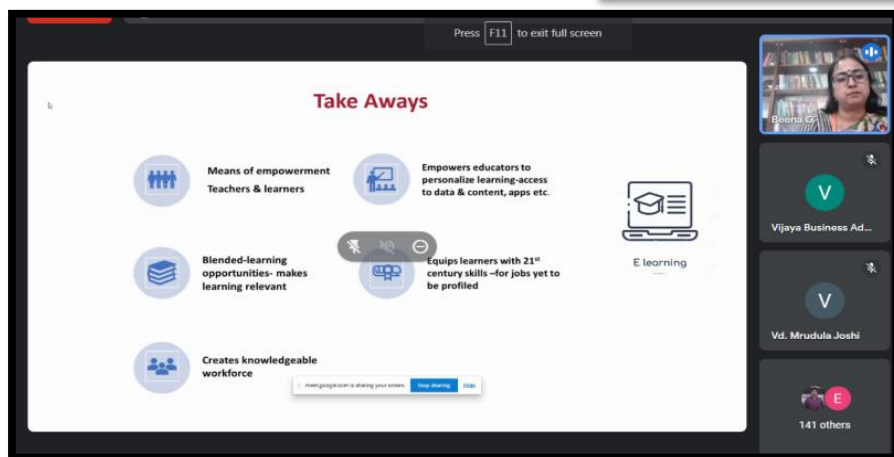 Press F11 to exit full screen
Take Aways
Means of empowerment
Teachers & learners
Empowers educators to
personalize learning-access
to data & content, apps etc.
Blended-learning
opportunities- makes
learning relevant
Equips learners with 21st
century skills –for jobs yet to
be profiled
Creates knowledgeable
workforce
E learning
meet.google.com is sharing your screen. Stop sharing Hide
Beena G
V
Vijaya Business Ad...
V
Vd. Mrudula Joshi
E
141 others